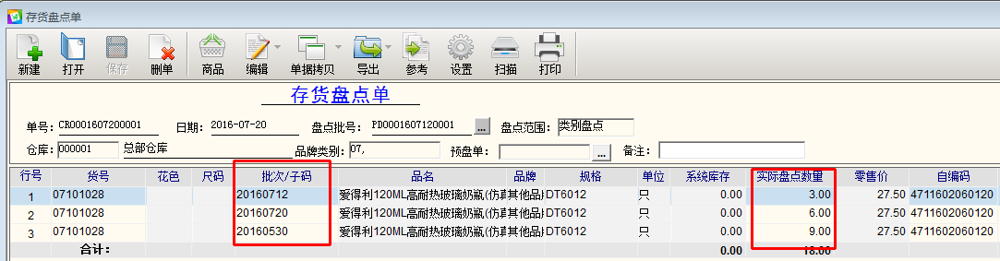 存货盘点单
新建 打开 保存 删单 商品 编辑 单据拷贝 导出 参考 设置 扫描 打印
存货盘点单
单号: CR0001607200001 日期: 2016-07-20 盘点批号: PD0001607120001 ... 盘点范围: 类别盘点
仓库: 000001 总部仓库 品牌类别: 07, 预盘单: ... 备注:
行号 货号 花色 尺码 批次/子码 品名 品牌 规格 单位 系统库存 实际盘点数量 零售价 自编码
1 07101028 20160712 爱得利120ML高耐热玻璃奶瓶(仿真 其他品牌 DT6012 只 0.00 3.00 27.50 4711602060120
2 07101028 20160720 爱得利120ML高耐热玻璃奶瓶(仿真 其他品牌 DT6012 只 0.00 6.00 27.50 4711602060120
3 07101028 20160530 爱得利120ML高耐热玻璃奶瓶(仿真 其他品牌 DT6012 只 0.00 9.00 27.50 4711602060120
合计: 0.00 18.00